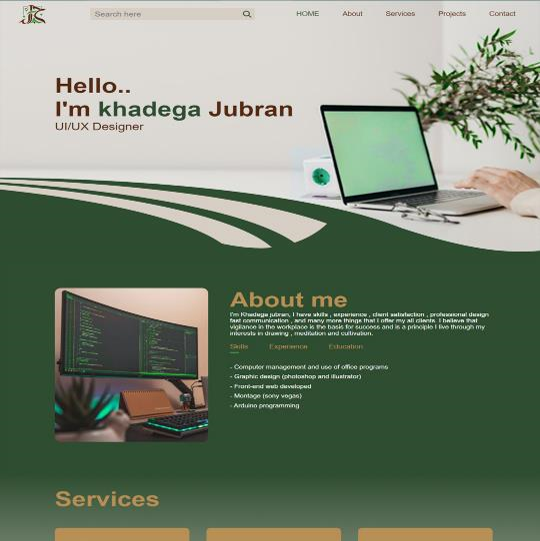 Search here
HOME About Services Projects Contact
Hello..
I'm khadega Jubran
UI/UX Designer
About me
I'm Khadega jubran, I have skills , experience , client satisfaction , professional design
fast communication , and many more things that I offer my all clients. I believe that
vigilance in the workplace is the basis for success and is a principle I live through my
interests in drawing , meditation and cultivation.
Skills Experience Education
- Computer management and use of office programs
- Graphic design (photoshop and illustrator)
- Front-end web developed
- Montage (sony vegas)
- Arduino programming
Services